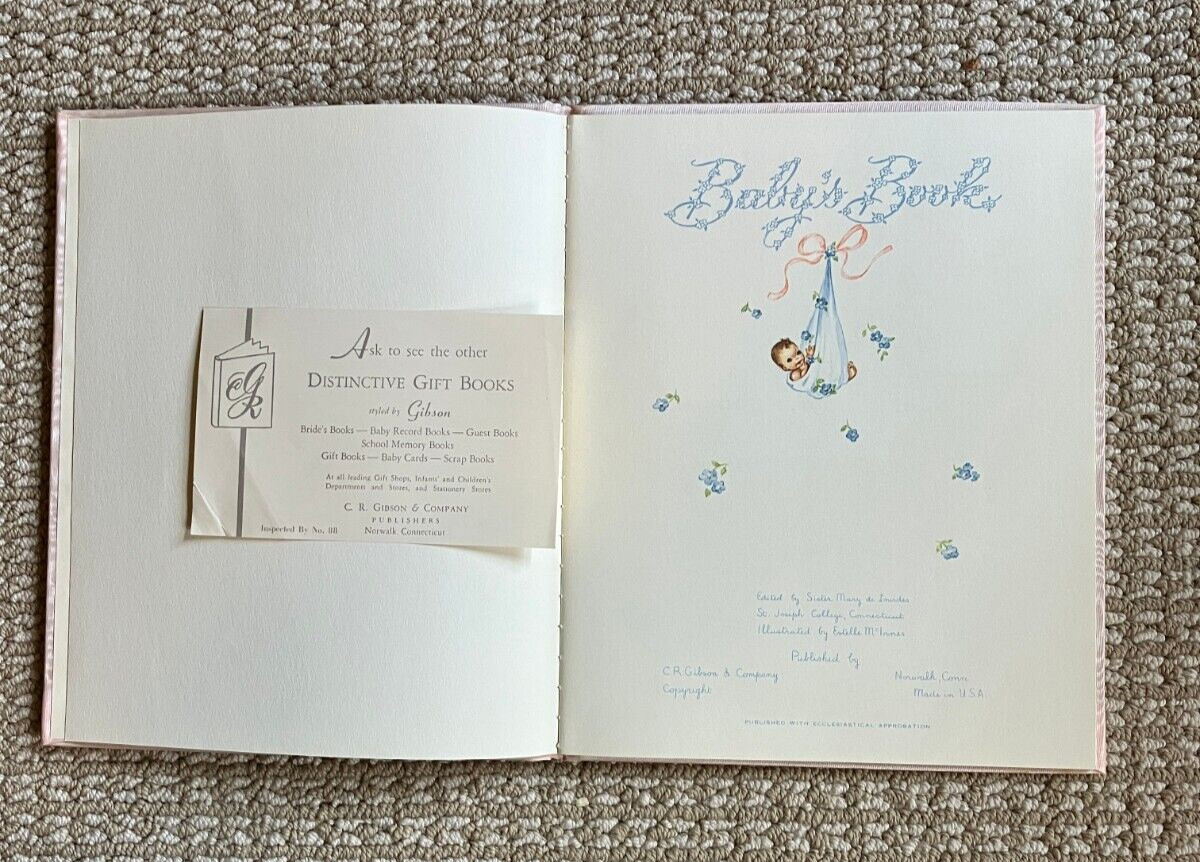 CGR
Ask to see the other
DISTINCTIVE GIFT BOOKS
styled by Gibson
Bride's Books — Baby Record Books — Guest Books
School Memory Books
Gift Books — Baby Cards — Scrap Books
At all leading Gift Shops, Infants' and Children's
Departments and Stores, and Stationery Stores
C. R. GIBSON & COMPANY
PUBLISHERS
Norwalk Connecticut
Inspected By No. 88
Baby's Book
Edited by Sister Mary de Lourdes
St. Joseph College, Connecticut
Illustrated by Estelle McInnes
Published by
C.R. Gibson & Company
Norwalk, Conn.
Copyright
Made in U.S.A.
PUBLISHED WITH ECCLESIASTICAL APPROBATION